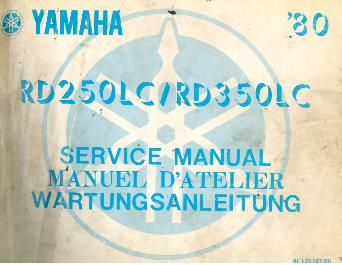 YAMAHA '80
RD250LC/RD350LC
SERVICE MANUAL
MANUEL D'ATELIER
WARTUNGSANLEITUNG